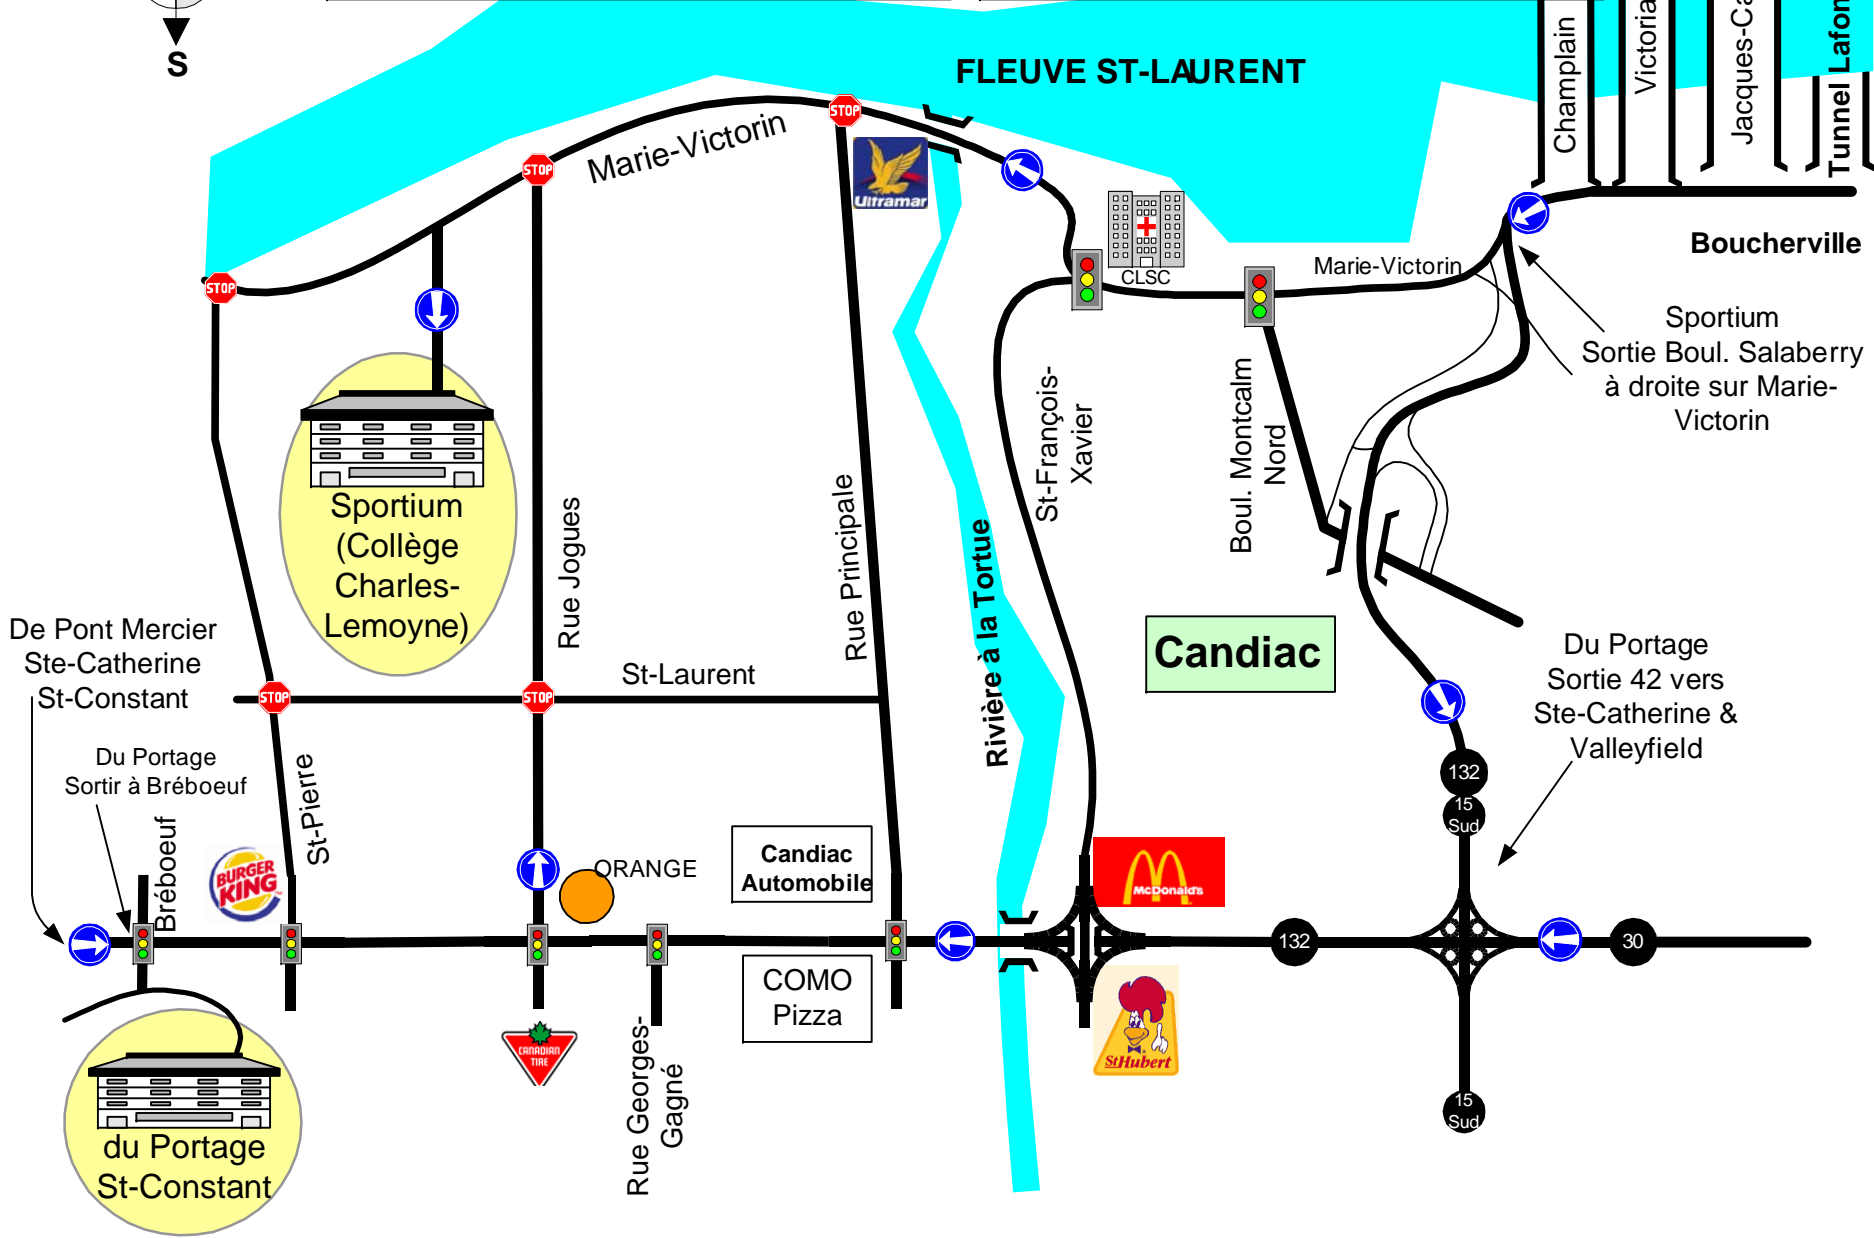 S
FLEUVE ST-LAURENT
Champlain
Victoria
Tunnel Lafon
STOP
STOP
STOP
Marie-Victorin
Ultramar
CLSC
Marie-Victorin
Boucherville
Sportium
Sortie Boul. Salaberry
à droite sur Marie-
Victorin
Sportium
(Collège
Charles-
Lemoyne)
Rue Jogues
Rue Principale
Rivière à la Tortue
St-François-
Xavier
Boul. Montcalm
Nord
Candiac
De Pont Mercier
Ste-Catherine
St-Constant
STOP
STOP
STOP
St-Laurent
Du Portage
Sortie 42 vers
Ste-Catherine &
Valleyfield
Du Portage
Sortir à Bréboeuf
Bréboeuf
St-Pierre
BURGER
KING
ORANGE
Candiac
Automobile
McDonald's
132
15
Sud
132
30
COMO
Pizza
CANADIAN
TIRE
Rue Georges-
Gagné
St Hubert
15
Sud
du Portage
St-Constant